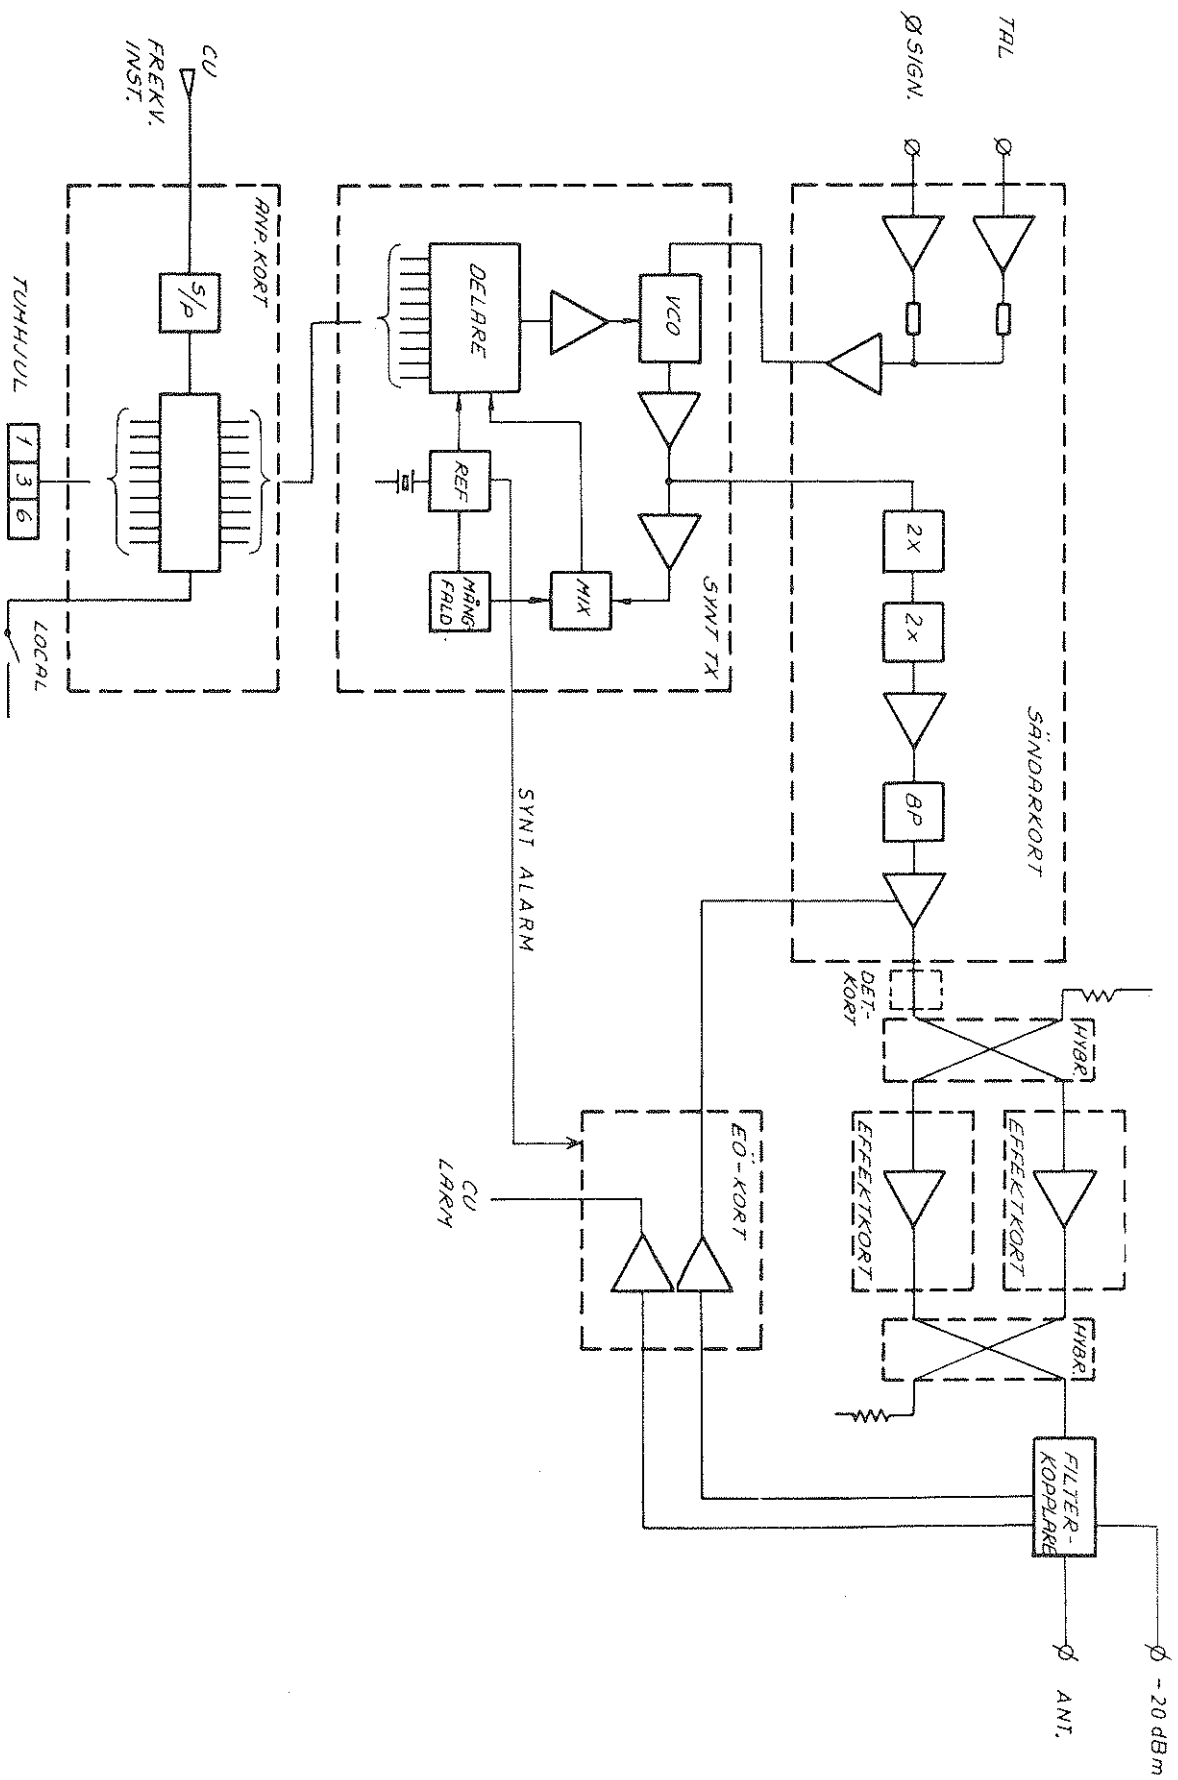 TAL
Ø SIGN.
SÄNDARKORT
2X
2X
BP
DET.-
KORT
HYBR.
EFFEKTKORT
EFFEKTKORT
HYBR.
FILTER-
KOPPLARE
-20 dBm
ANT.
SYNT TX
VCO
DELARE
REF
MÅNG
FALD.
MIX
SYNT ALARM
EÖ-KORT
CU
LARM
CU
FREKV.
INST.
ANP. KORT
S/P
TUMHJUL
1 3 6
LOCAL